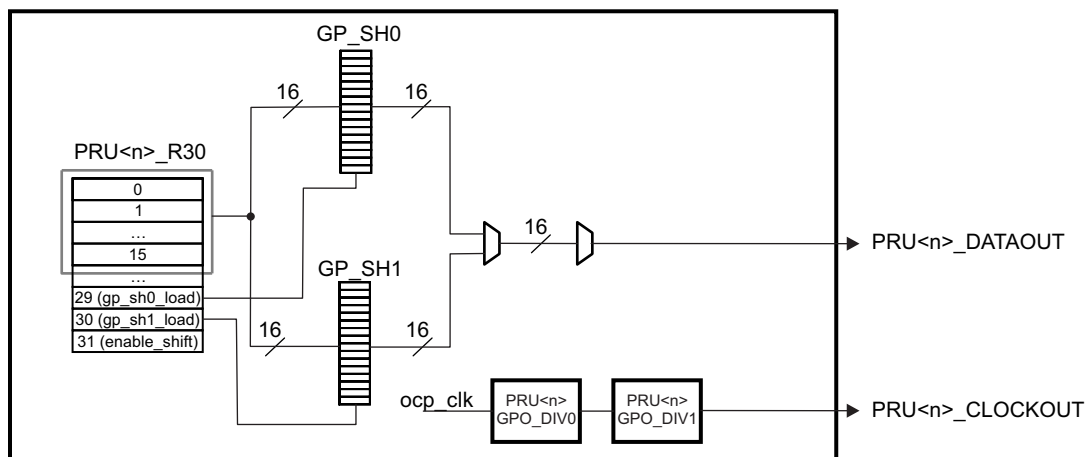 GP_SH0
16
16
PRU<n>_R30
0
1
...
15
...
29 (gp_sh0_load)
30 (gp_sh1_load)
31 (enable_shift)
GP_SH1
16
16
16
PRU<n>_DATAOUT
ocp_clk
PRU<n>
GPO_DIV0
PRU<n>
GPO_DIV1
PRU<n>_CLOCKOUT